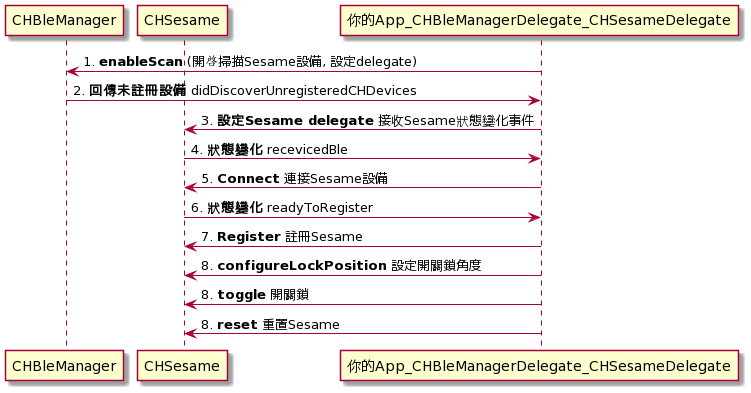 CHBleManager CHSesame 你的App_CHBleManagerDelegate_CHSesameDelegate
1. enableScan (開啓掃描Sesame設備, 設定delegate)
2. 回傳未註冊設備 didDiscoverUnregisteredCHDevices
3. 設定Sesame delegate 接收Sesame狀態變化事件
4. 狀態變化 recevicedBle
5. Connect 連接Sesame設備
6. 狀態變化 readyToRegister
7. Register 註冊Sesame
8. configureLockPosition 設定開關鎖角度
8. toggle 開關鎖
8. reset 重置Sesame
CHBleManager CHSesame 你的App_CHBleManagerDelegate_CHSesameDelegate